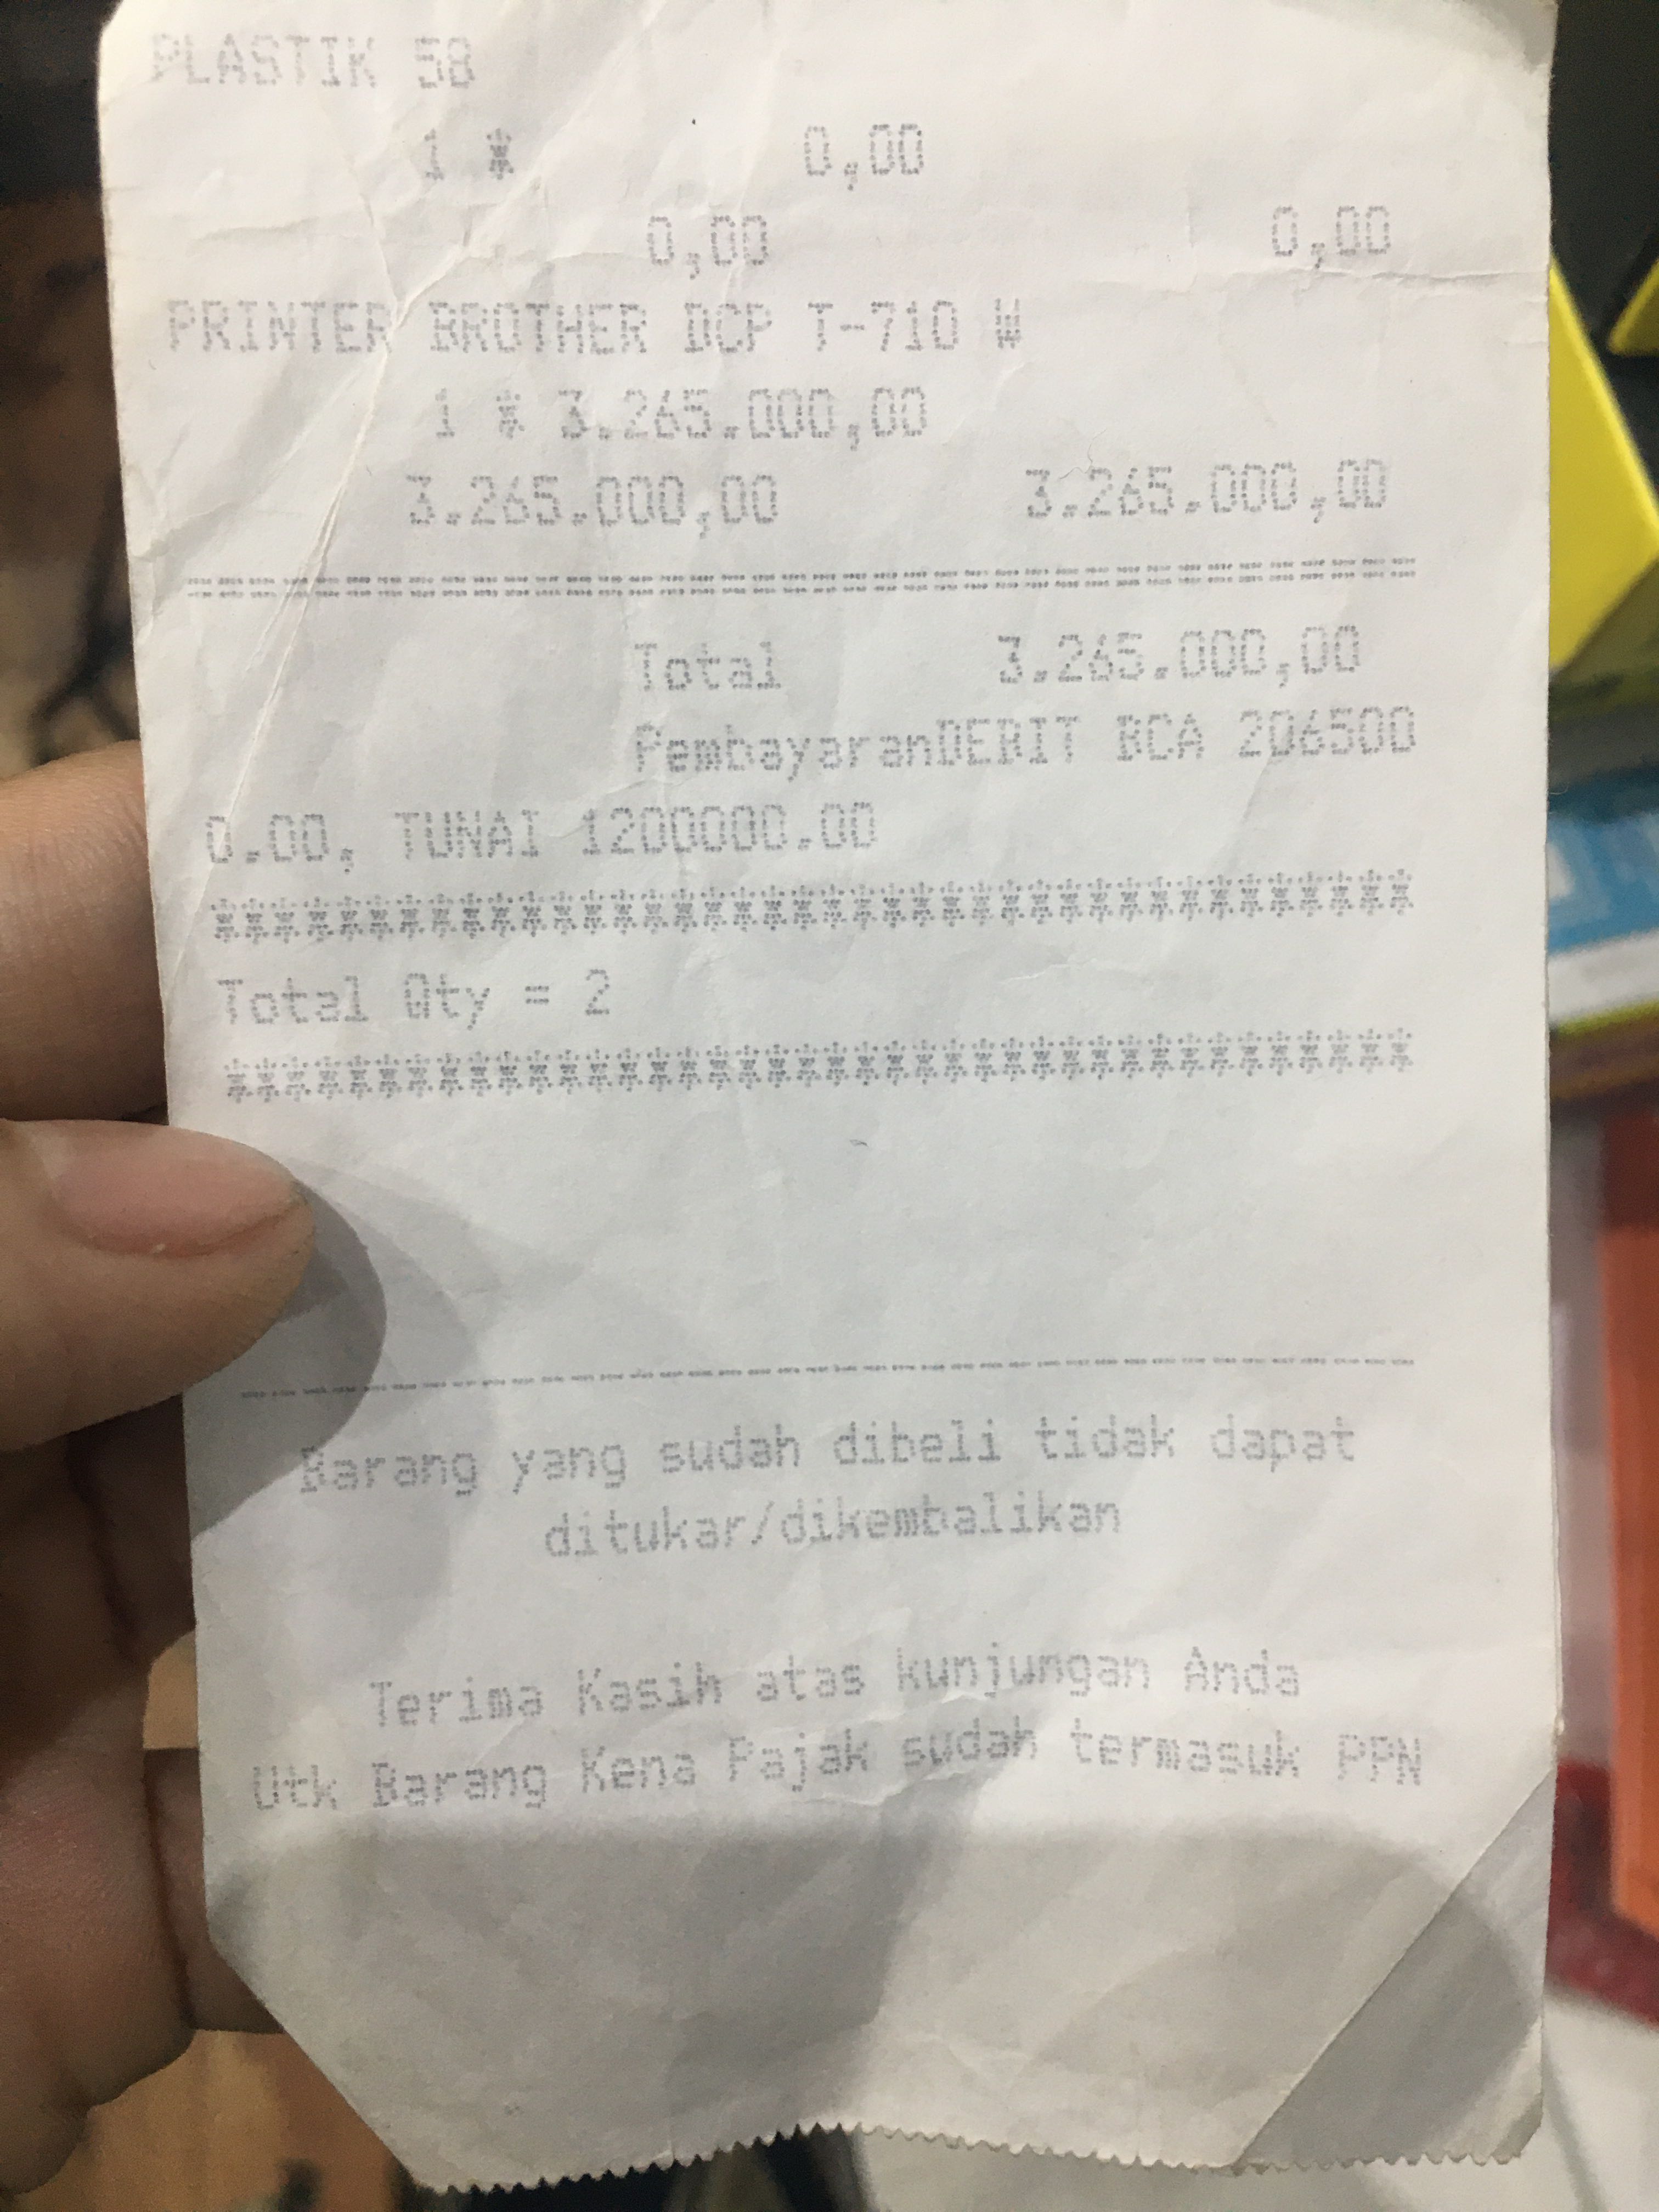 PLASTIK 58
1 * 0,00
0,00 0,00
PRINTER BROTHER DCP T-710 W
1 * 3.265.000,00
3.265.000,00 3.265.000,00
Total 3.265.000,00
PembayaranDEBIT BCA 206500
0.00, TUNAI 1200000.00
********************************************
Total Qty = 2
********************************************
Barang yang sudah dibeli tidak dapat
ditukar/dikembalikan
Terima Kasih atas kunjungan Anda
Utk Barang Kena Pajak sudah termasuk PPN